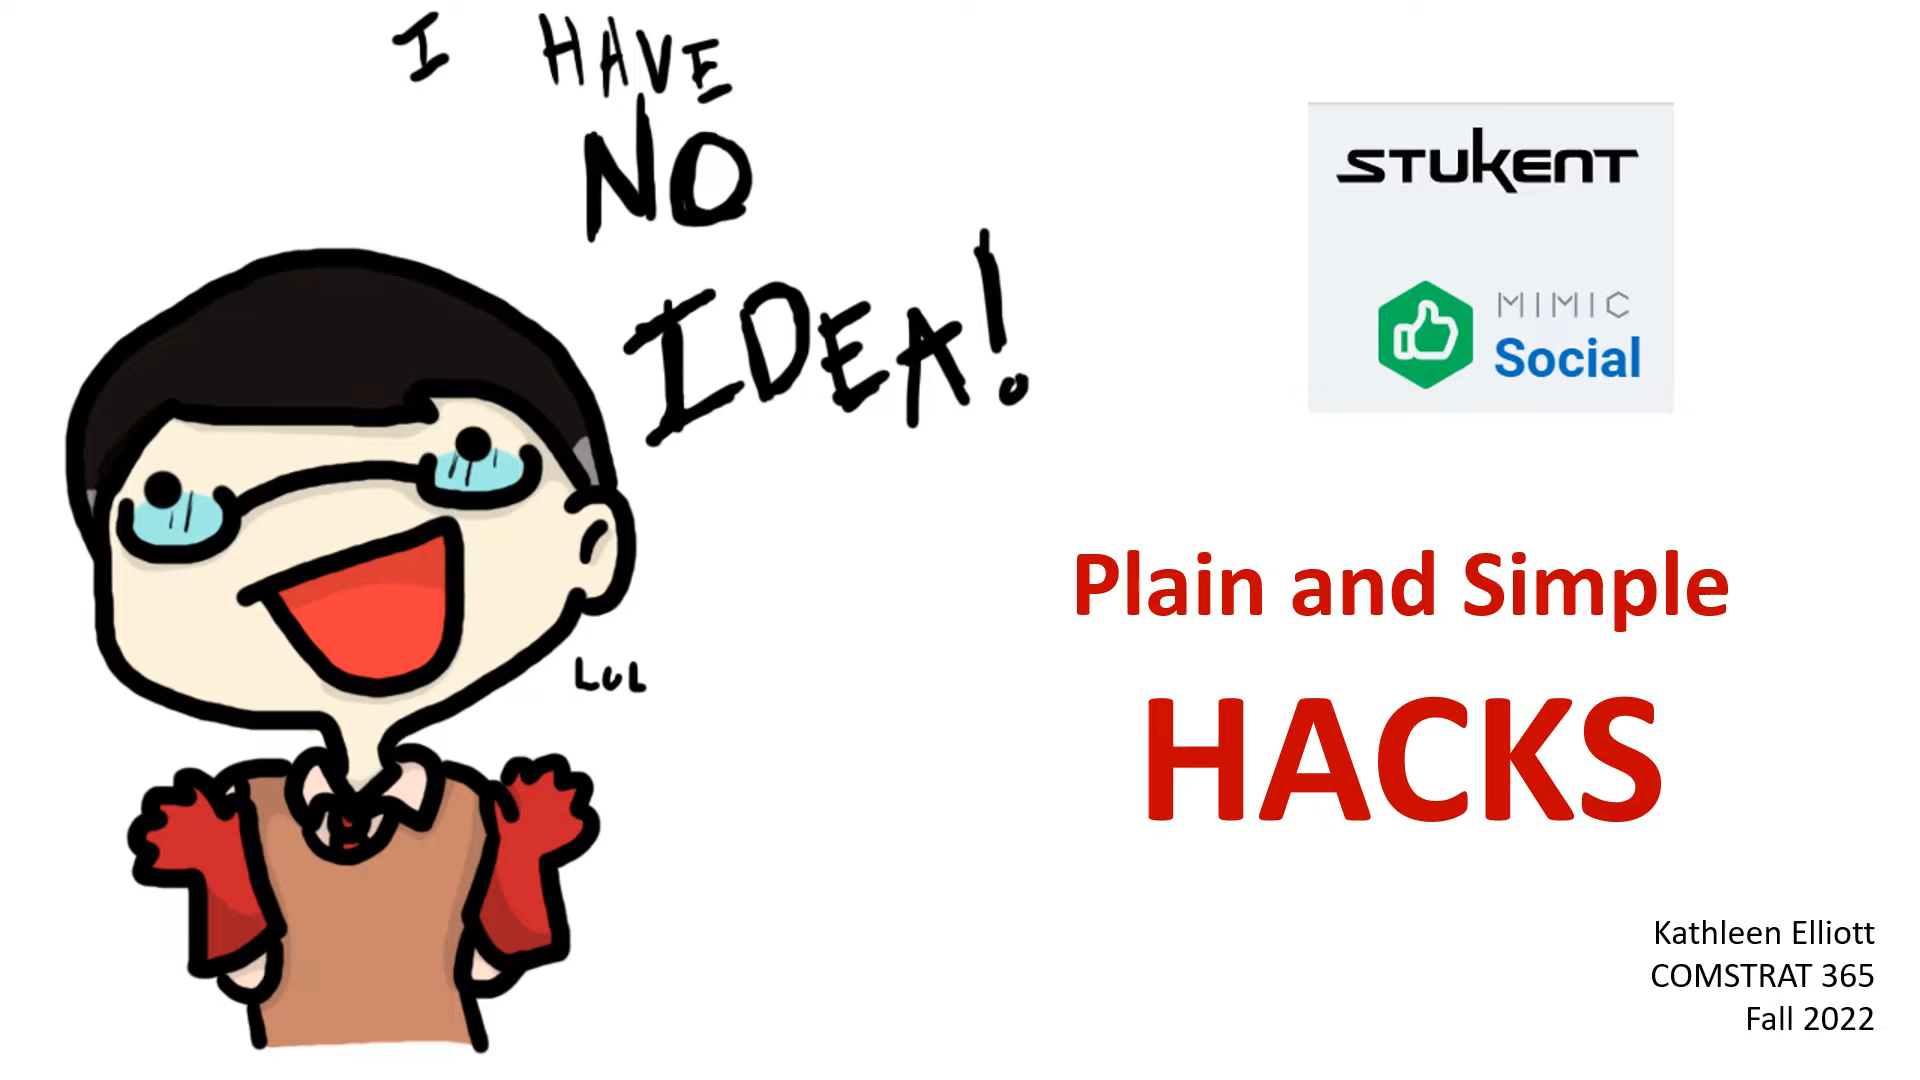 I HAVE
NO
IDEA!
LOL
STUKENT
MIMIC
Social
Plain and Simple
HACKS
Kathleen Elliott
COMSTRAT 365
Fall 2022